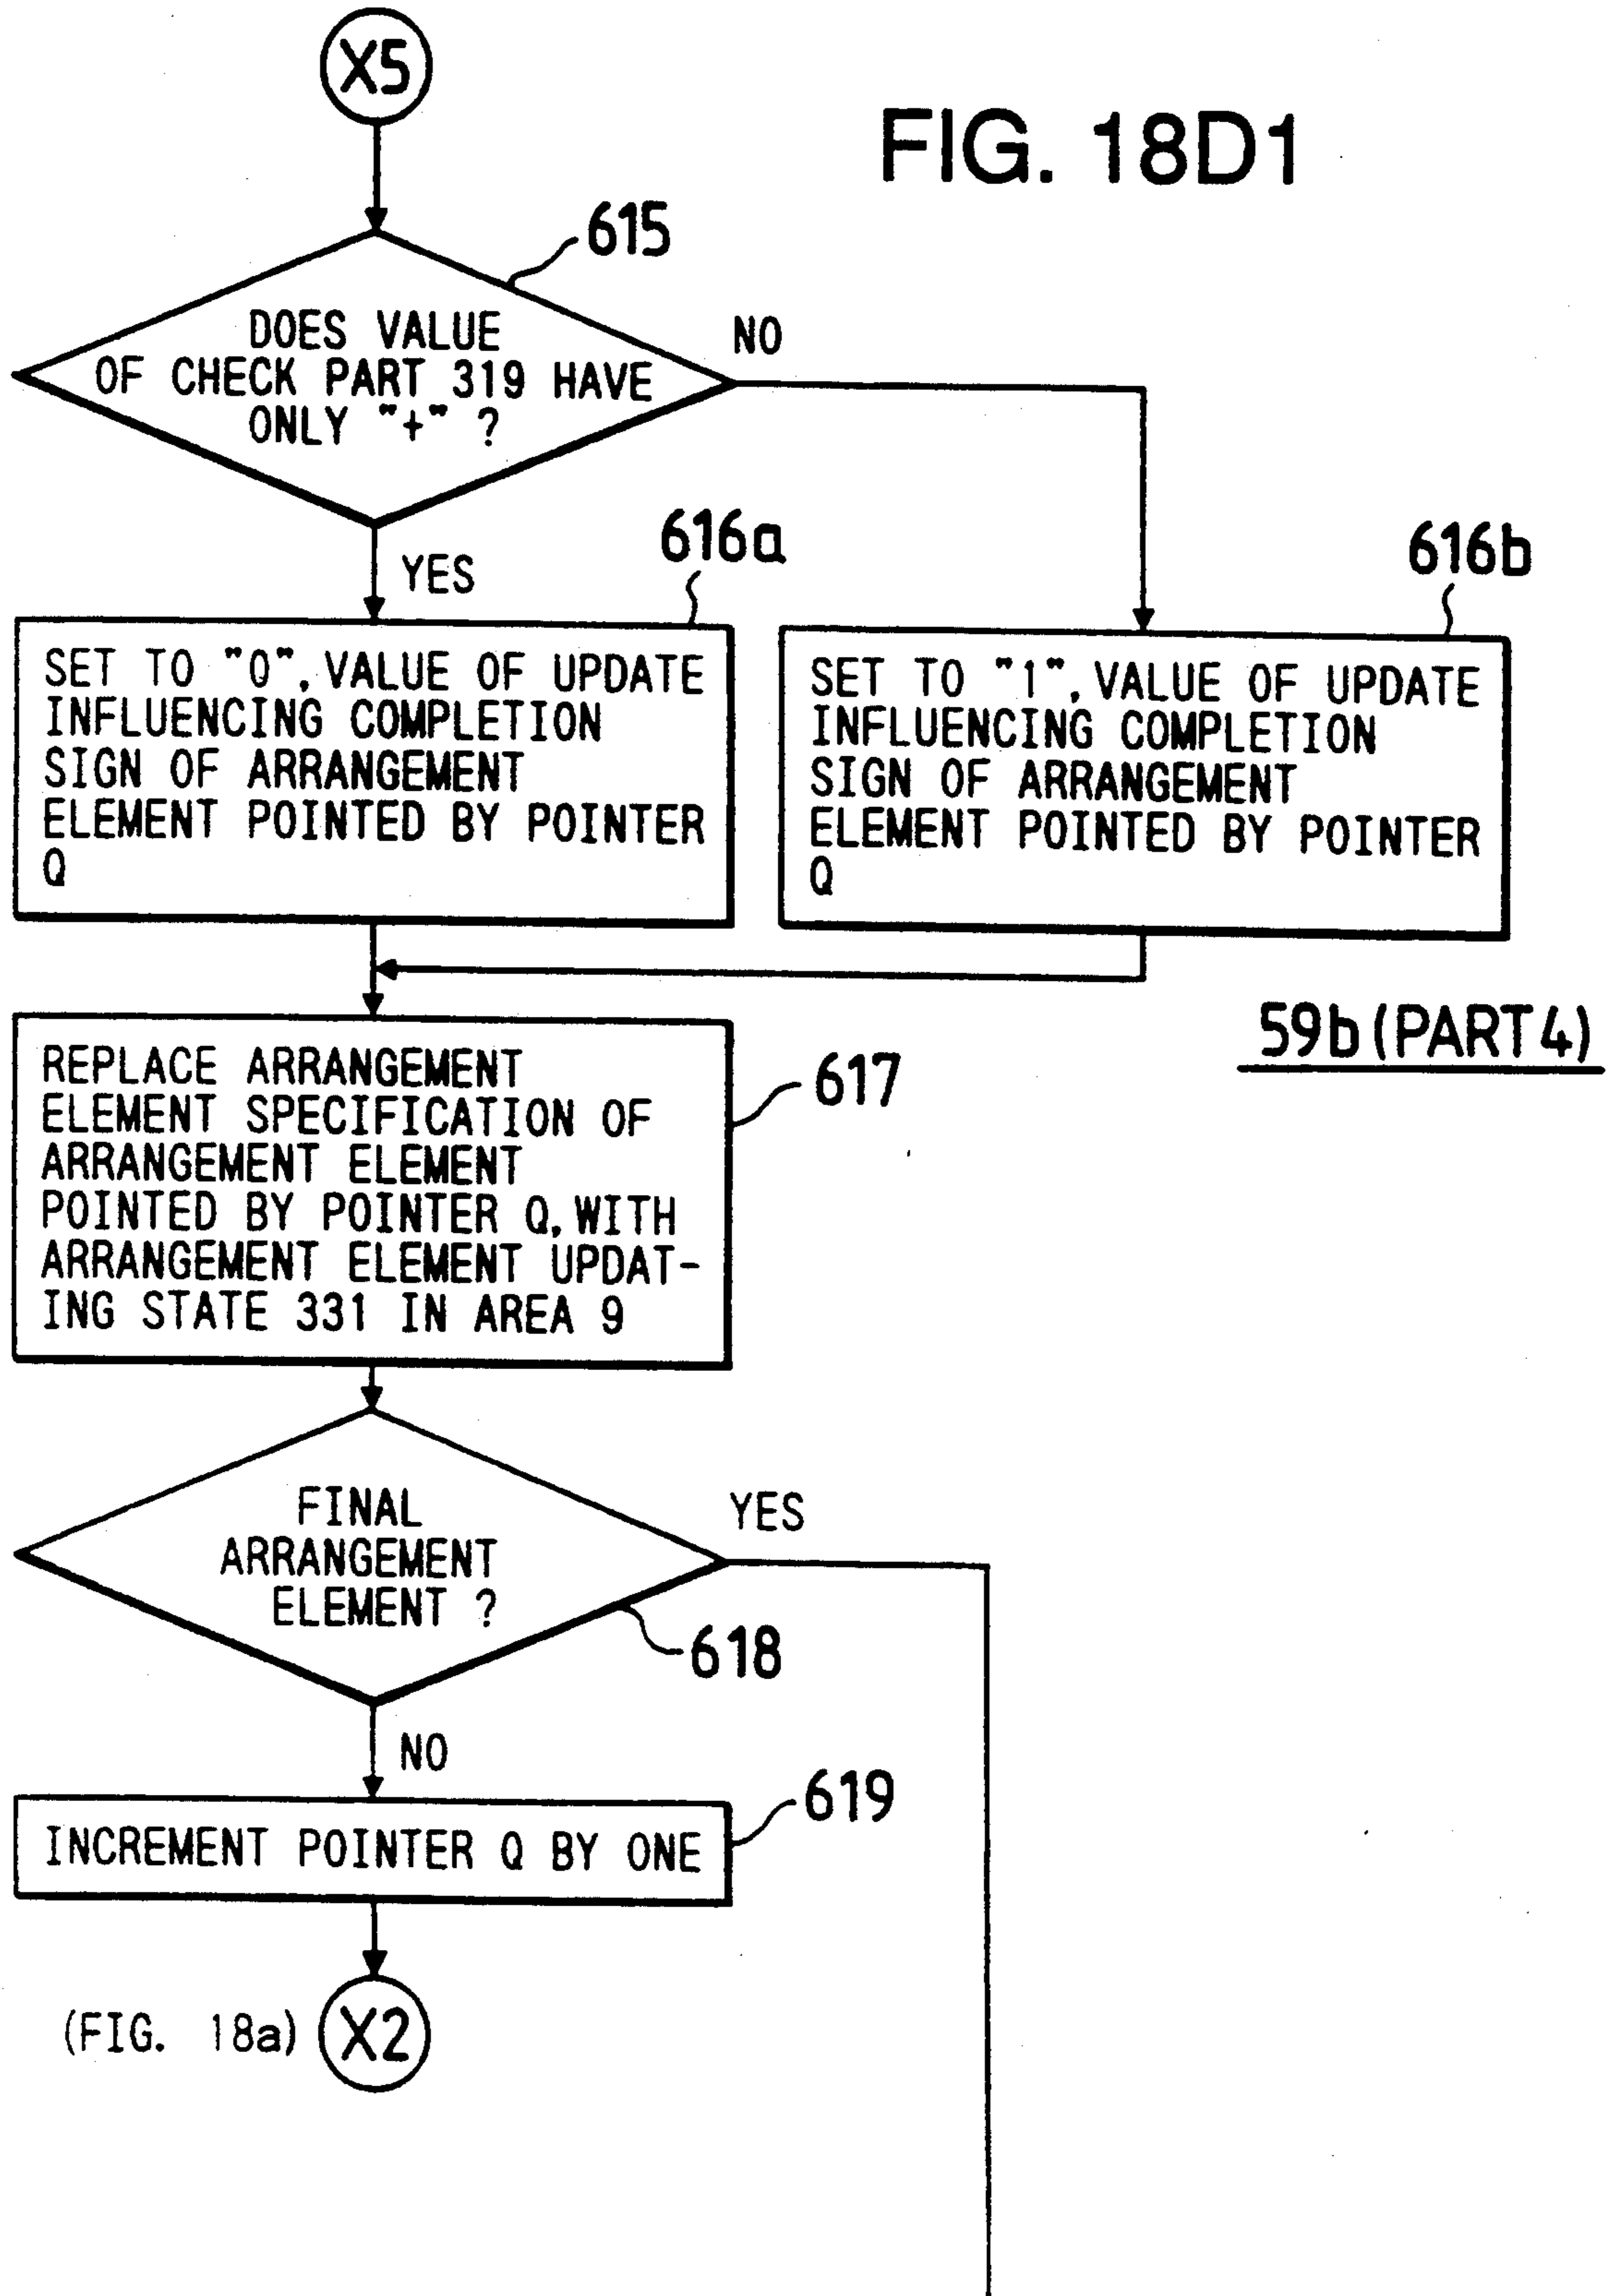 X5
FIG. 18D1
615
DOES VALUE
OF CHECK PART 319 HAVE
ONLY "+" ?
NO
YES
616a
616b
SET TO "0", VALUE OF UPDATE
INFLUENCING COMPLETION
SIGN OF ARRANGEMENT
ELEMENT POINTED BY POINTER
Q
SET TO "1", VALUE OF UPDATE
INFLUENCING COMPLETION
SIGN OF ARRANGEMENT
ELEMENT POINTED BY POINTER
Q
59b (PART 4)
REPLACE ARRANGEMENT
ELEMENT SPECIFICATION OF
ARRANGEMENT ELEMENT
POINTED BY POINTER Q, WITH
ARRANGEMENT ELEMENT UPDAT-
ING STATE 331 IN AREA 9
617
FINAL
ARRANGEMENT
ELEMENT ?
YES
618
NO
619
INCREMENT POINTER Q BY ONE
(FIG. 18a)
X2